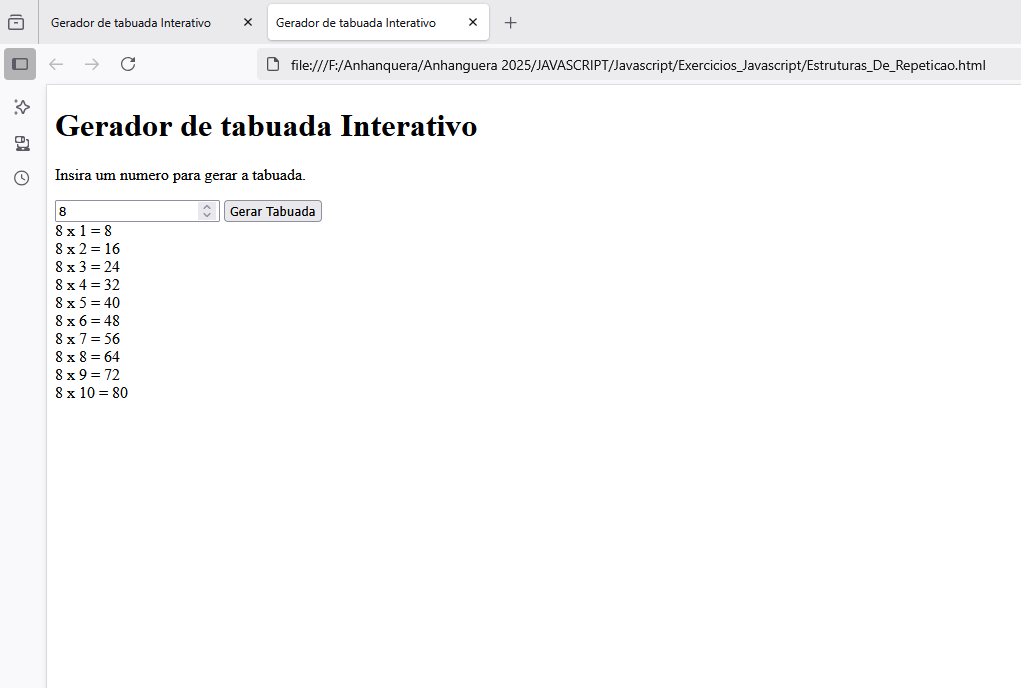 Gerador de tabuada Interativo
Gerador de tabuada Interativo
file:///F:/Anhanquera/Anhanguera 2025/JAVASCRIPT/Javascript/Exercicios_Javascript/Estruturas_De_Repeticao.html
Gerador de tabuada Interativo
Insira um numero para gerar a tabuada.
8 Gerar Tabuada
8 x 1 = 8
8 x 2 = 16
8 x 3 = 24
8 x 4 = 32
8 x 5 = 40
8 x 6 = 48
8 x 7 = 56
8 x 8 = 64
8 x 9 = 72
8 x 10 = 80